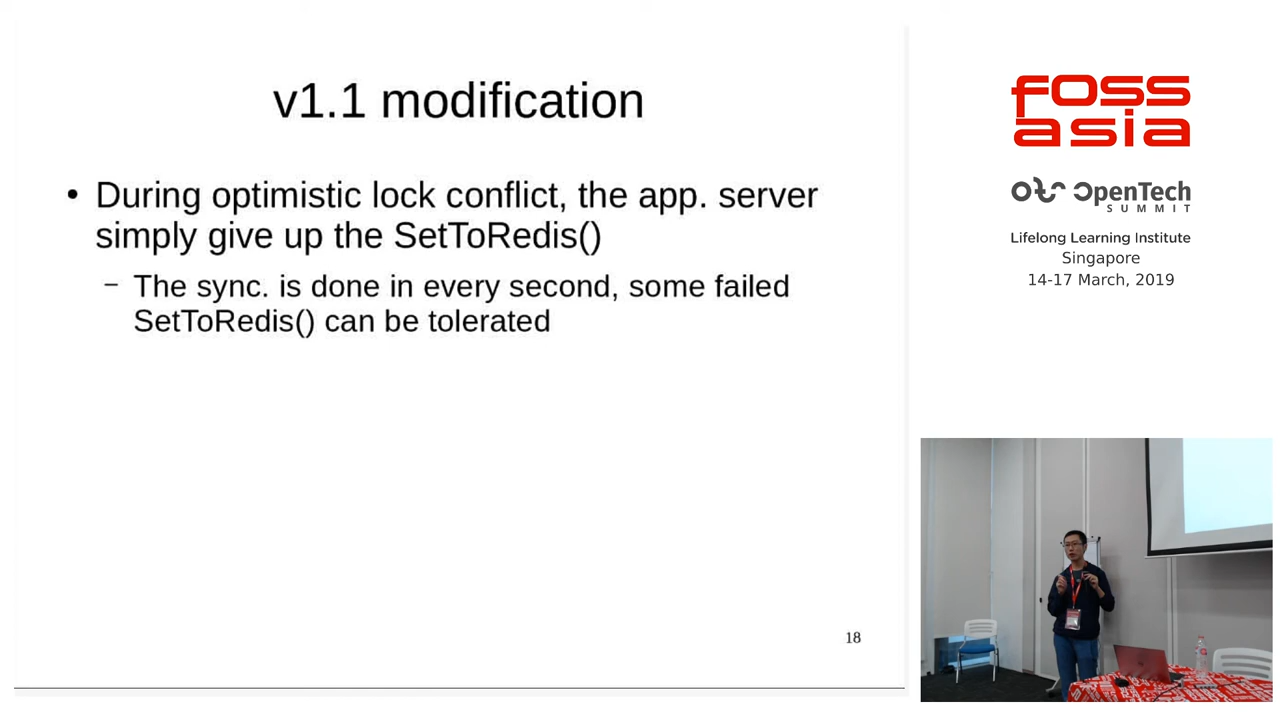 v1.1 modification
• During optimistic lock conflict, the app. server
simply give up the SetToRedis()
– The sync. is done in every second, some failed
SetToRedis() can be tolerated
18
FOSS
asia
OpenTech
SUMMIT
Lifelong Learning Institute
Singapore
14-17 March, 2019